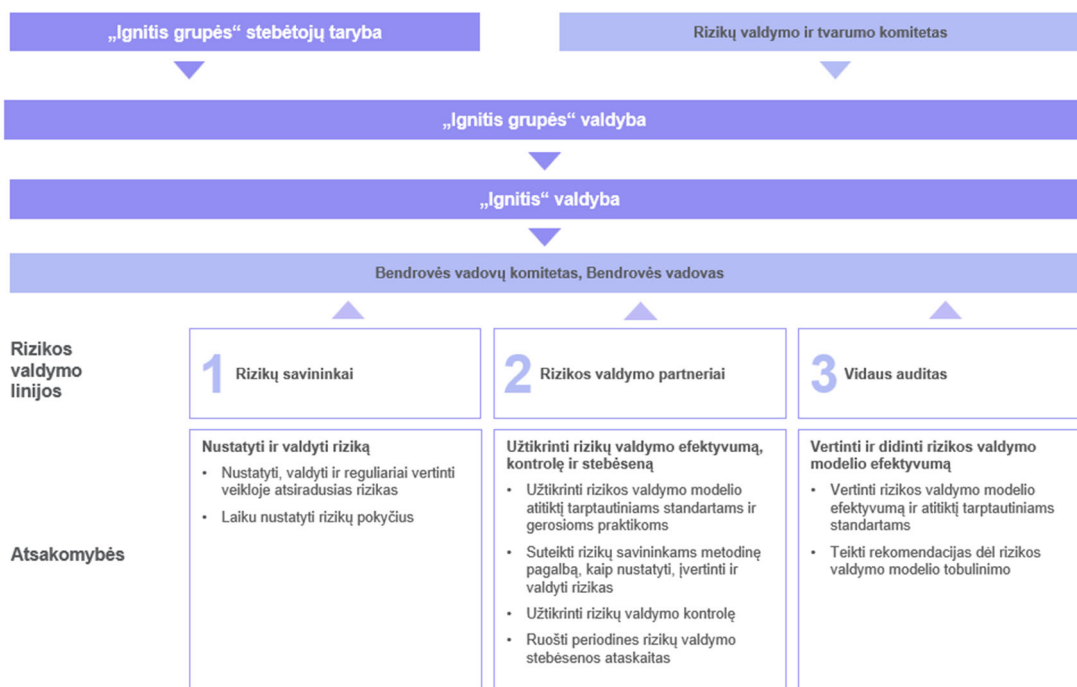 „Ignitis grupės“ stebėtojų taryba
Rizikų valdymo ir tvarumo komitetas
„Ignitis grupės“ valdyba
„Ignitis“ valdyba
Bendrovės vadovų komitetas, Bendrovės vadovas
Rizikos
valdymo
linijos
1 Rizikų savininkai
2 Rizikos valdymo partneriai
3 Vidaus auditas
Atsakomybės
Nustatyti ir valdyti riziką
• Nustatyti, valdyti ir reguliariai vertinti
veikloje atsiradusias rizikas
• Laiku nustatyti rizikų pokyčius
Užtikrinti rizikų valdymo efektyvumą,
kontrolę ir stebėseną
• Užtikrinti rizikos valdymo modelio
atitiktį tarptautiniams standartams ir
gerosioms praktikoms
• Suteikti rizikų savininkams metodinę
pagalbą, kaip nustatyti, įvertinti ir
valdyti rizikas
• Užtikrinti rizikų valdymo kontrolę
• Ruošti periodines rizikų valdymo
stebėsenos ataskaitas
Vertinti ir didinti rizikos valdymo
modelio efektyvumą
• Vertinti rizikos valdymo modelio
efektyvumą ir atitiktį tarptautiniams
standartams
• Teikti rekomendacijas dėl rizikos
valdymo modelio tobulinimo